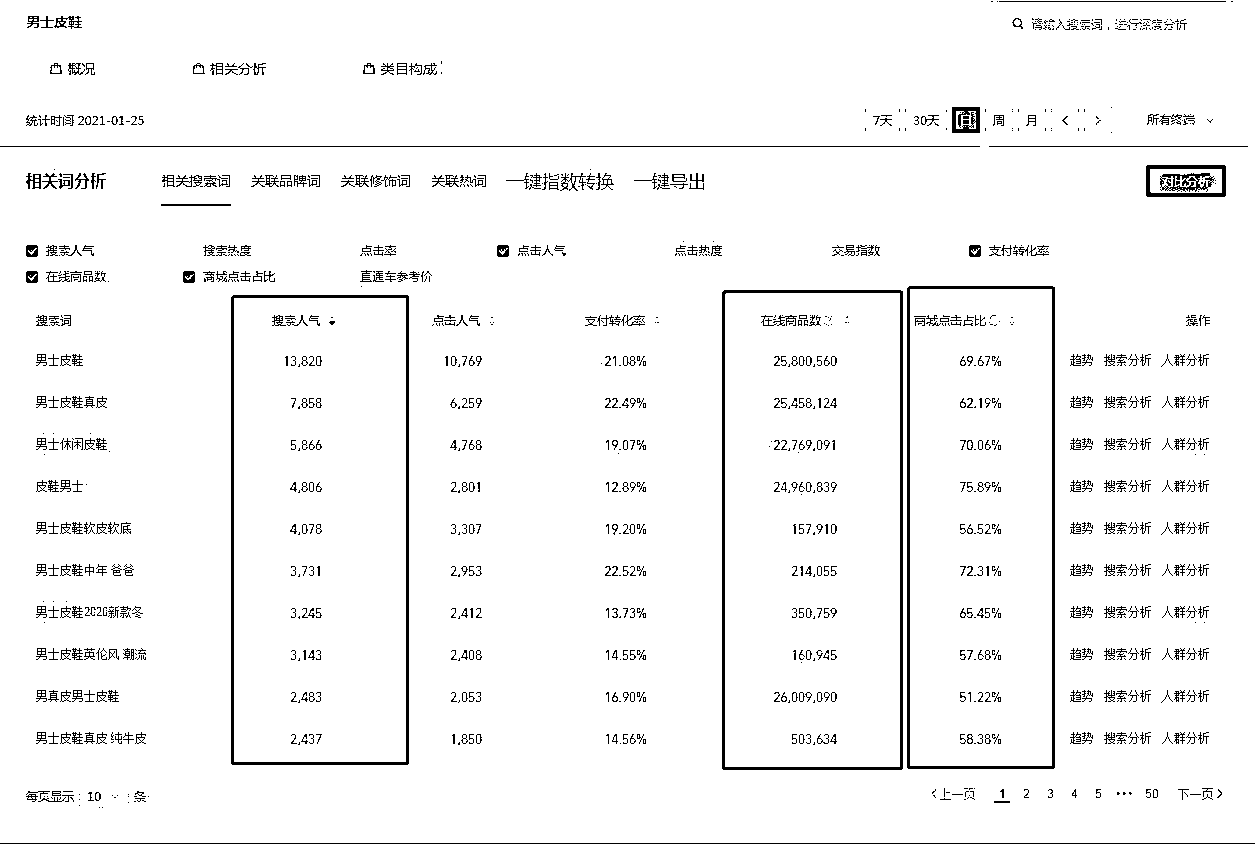 男士皮鞋
请输入搜索词，进行深度分析
概况 相关分析 类目构成
统计时间 2021-01-25 7天 30天 日 周 月 < > 所有终端
相关词分析 相关搜索词 关联品牌词 关联修饰词 关联热词 一键指数转换 一键导出 对比分析
搜索人气 搜索热度 点击率 点击人气 点击热度 交易指数 支付转化率
在线商品数 商城点击占比 直通车参考价
搜索词 搜索人气 点击人气 支付转化率 在线商品数 商城点击占比 操作
男士皮鞋 13,820 10,769 21.08% 25,800,560 69.67% 趋势 搜索分析 人群分析
男士皮鞋真皮 7,858 6,259 22.49% 25,458,124 62.19% 趋势 搜索分析 人群分析
男士休闲皮鞋 5,866 4,768 19.07% 22,769,091 70.06% 趋势 搜索分析 人群分析
皮鞋男士 4,806 2,801 12.89% 24,960,839 75.89% 趋势 搜索分析 人群分析
男士皮鞋软皮软底 4,078 3,307 19.20% 157,910 56.52% 趋势 搜索分析 人群分析
男士皮鞋中年 爸爸 3,731 2,953 22.52% 214,055 72.31% 趋势 搜索分析 人群分析
男士皮鞋2020新款冬 3,245 2,412 13.73% 350,759 65.45% 趋势 搜索分析 人群分析
男士皮鞋英伦风 潮流 3,143 2,408 14.55% 160,945 57.68% 趋势 搜索分析 人群分析
男真皮男士皮鞋 2,483 2,053 16.90% 26,009,090 51.22% 趋势 搜索分析 人群分析
男士皮鞋真皮 纯牛皮 2,437 1,850 14.56% 503,634 58.38% 趋势 搜索分析 人群分析
每页显示 10 条 <上一页 1 2 3 4 5 ··· 50 下一页>